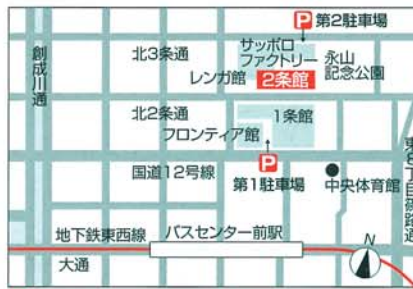 P 第2駐車場
創成川通
北3条通
サッポロ
ファクトリー
永山
記念公園
レンガ館
2条館
北2条通
1条館
フロンティア館
P
国道12号線
第1駐車場
中央体育館
東8丁目篠路通
地下鉄東西線
バスセンター前駅
大通
N